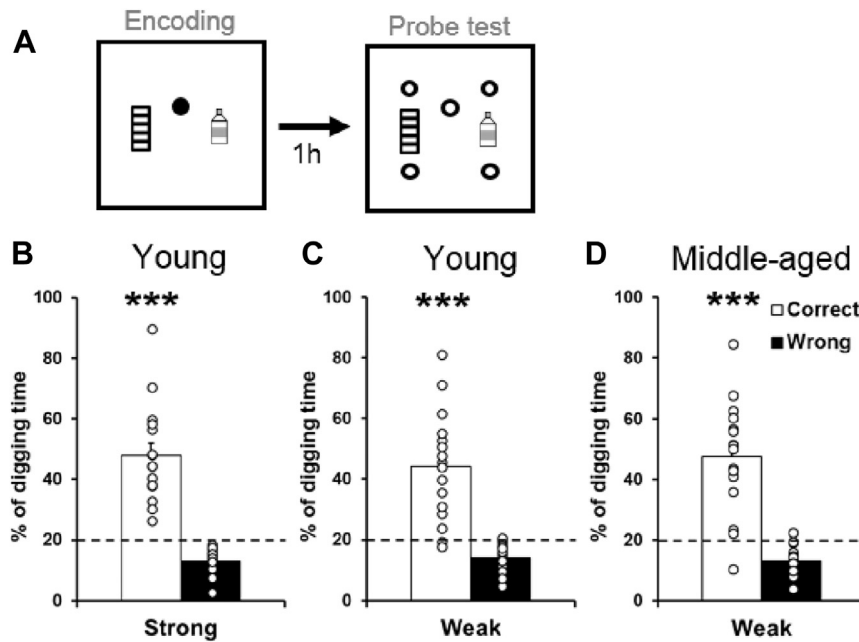 A
Encoding
Probe test
1h
B
Young
***
% of digging time
100
80
60
40
20
0
Strong
C
Young
***
% of digging time
100
80
60
40
20
0
Weak
D
Middle-aged
***
Correct
Wrong
% of digging time
100
80
60
40
20
0
Weak